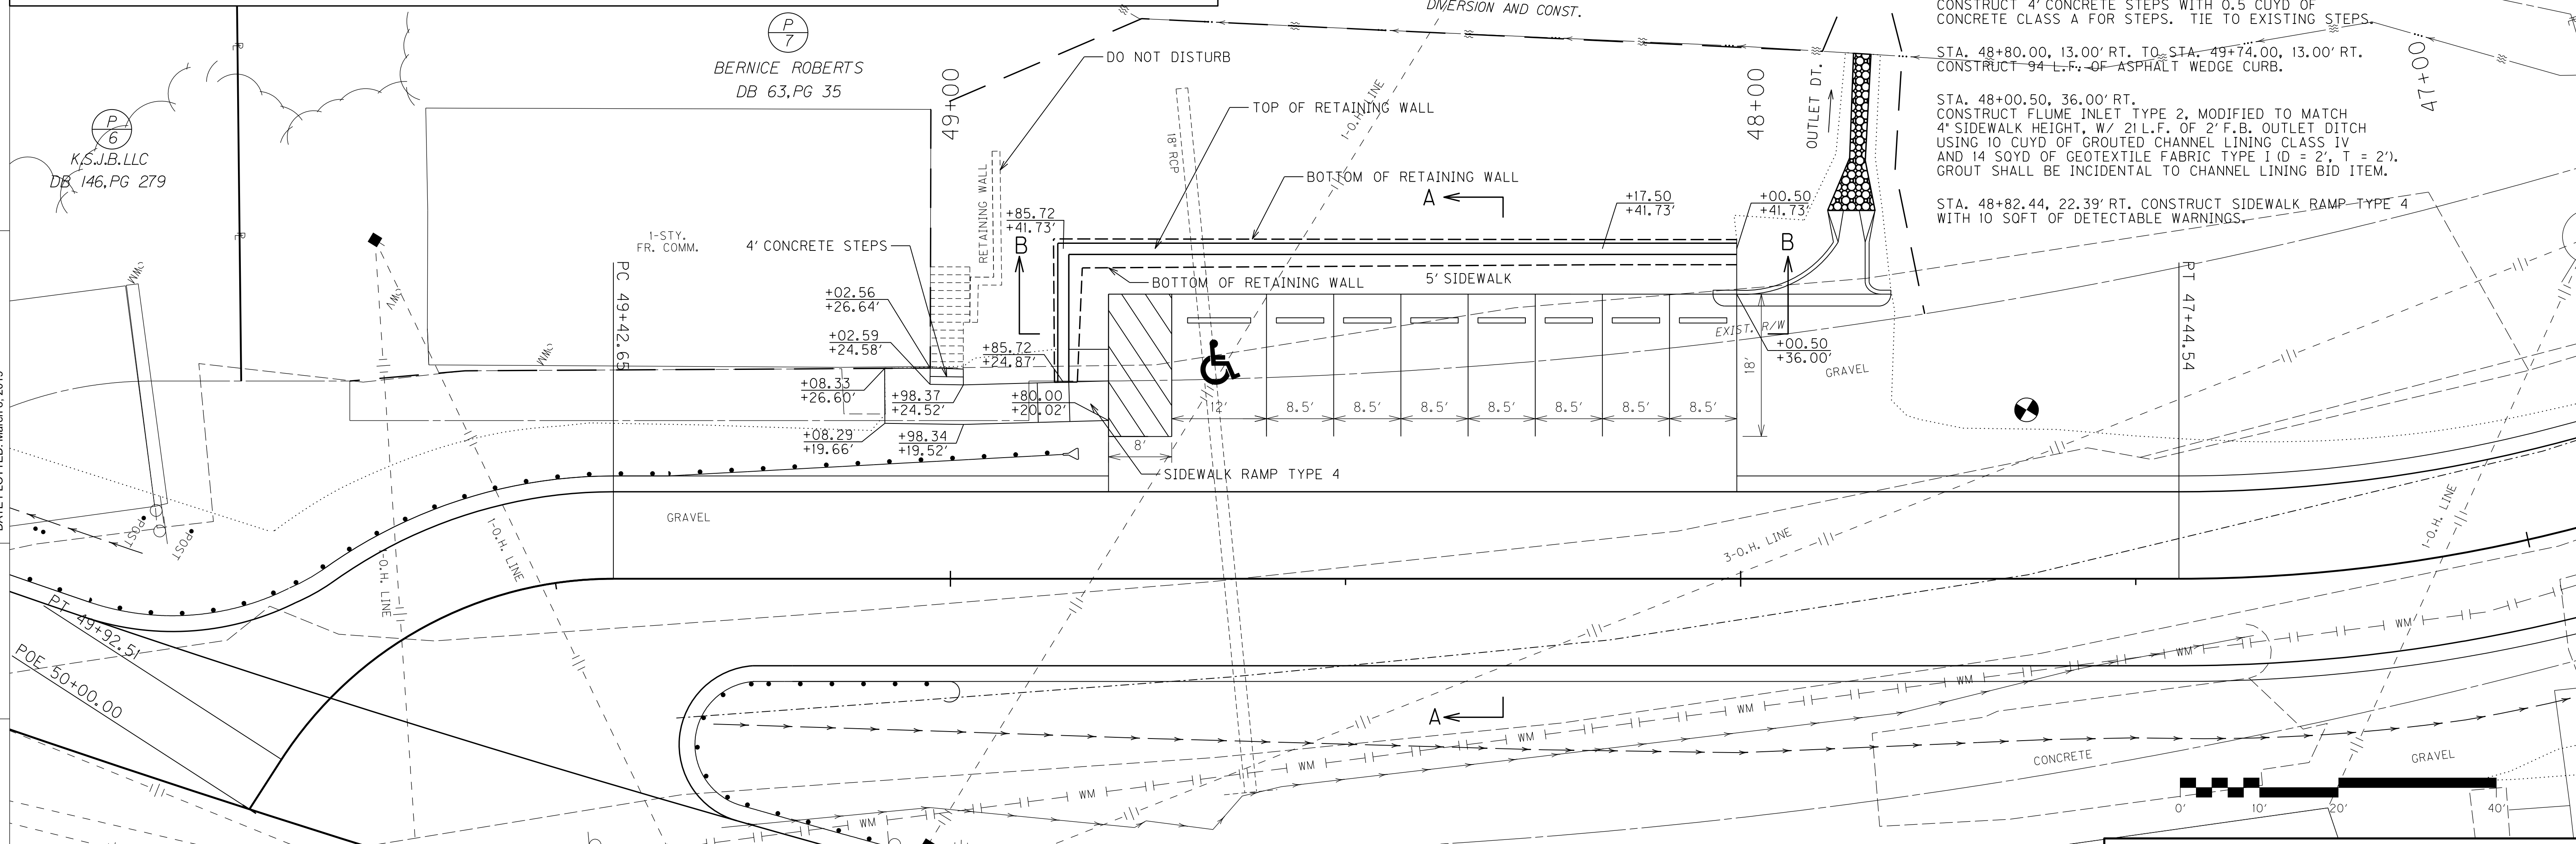 DIVERSION AND CONST.
CONSTRUCT 4' CONCRETE STEPS WITH 0.5 CUYD OF
CONCRETE CLASS A FOR STEPS. TIE TO EXISTING STEPS.
STA. 48+80.00, 13.00' RT. TO STA. 49+74.00, 13.00' RT.
CONSTRUCT 94 L.F. OF ASPHALT WEDGE CURB.
STA. 48+00.50, 36.00' RT.
CONSTRUCT FLUME INLET TYPE 2, MODIFIED TO MATCH
4" SIDEWALK HEIGHT, W/ 21 L.F. OF 2' F.B. OUTLET DITCH
USING 10 CUYD OF GROUTED CHANNEL LINING CLASS IV
AND 14 SQYD OF GEOTEXTILE FABRIC TYPE I (D = 2', T = 2').
GROUT SHALL BE INCIDENTAL TO CHANNEL LINING BID ITEM.
STA. 48+82.44, 22.39' RT. CONSTRUCT SIDEWALK RAMP TYPE 4
WITH 10 SQFT OF DETECTABLE WARNINGS.
P
7
BERNICE ROBERTS
DB 63, PG 35
P
6
K.S.J.B.LLC
DB 146, PG 279
49+00
48+00
47+00
DO NOT DISTURB
TOP OF RETAINING WALL
BOTTOM OF RETAINING WALL
18" RCP
1-O.H. LINE
OUTLET DT.
RETAINING WALL
A
B
B
+85.72
+41.73'
+17.50
+41.73'
+00.50
+41.73'
1-STY.
FR. COMM.
4' CONCRETE STEPS
BOTTOM OF RETAINING WALL
5' SIDEWALK
PC 49+42.65
PT 47+44.54
+02.56
+26.64'
+02.59
+24.58'
+85.72
+24.87'
EXIST. R/W
+00.50
+36.00'
GRAVEL
18'
+08.33
+26.60'
+98.37
+24.52'
+80.00
+20.02'
12'
8.5'
8.5'
8.5'
8.5'
8.5'
8.5'
8.5'
+08.29
+19.66'
+98.34
+19.52'
8'
SIDEWALK RAMP TYPE 4
GRAVEL
POST
POST
1-O.H. LINE
1-O.H. LINE
3-O.H. LINE
1-O.H. LINE
PT 49+92.51
POE 50+00.00
A
WM
WM
WM
WM
WM
WM
WM
WM
CONCRETE
GRAVEL
0'
10'
20'
40'